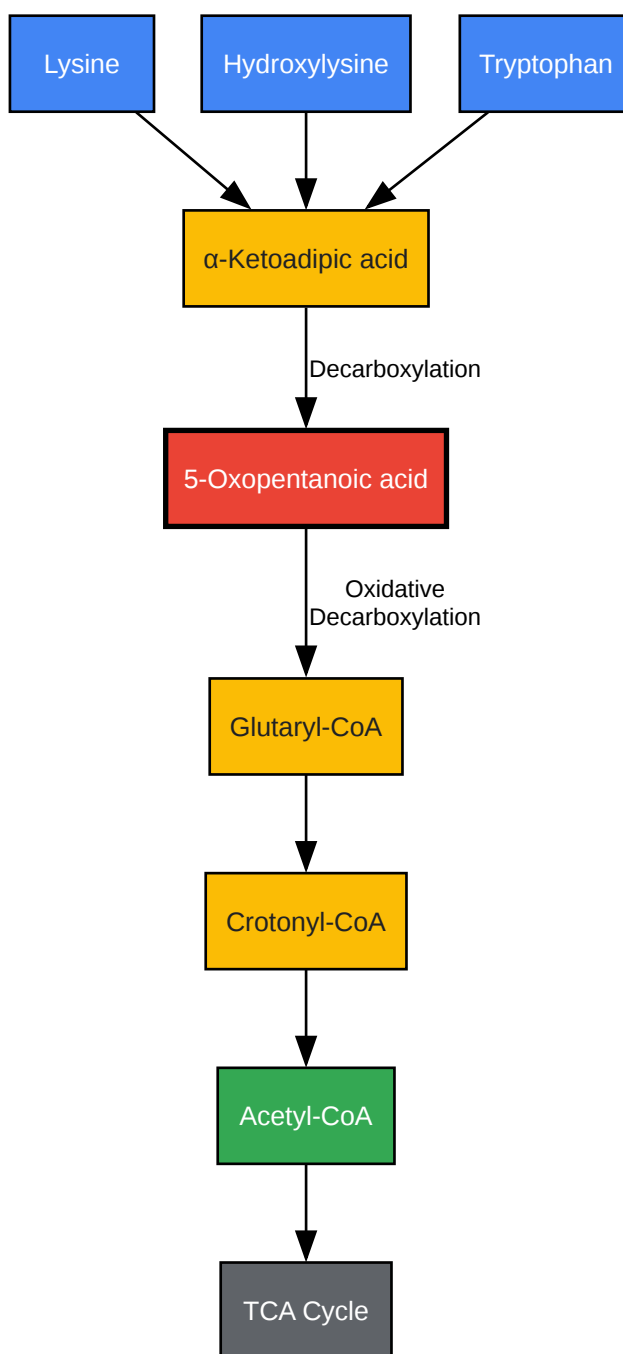 Lysine
Hydroxylysine
Tryptophan
α-Ketoadipic acid
Decarboxylation
5-Oxopentanoic acid
Oxidative
Decarboxylation
Glutaryl-CoA
Crotonyl-CoA
Acetyl-CoA
TCA Cycle